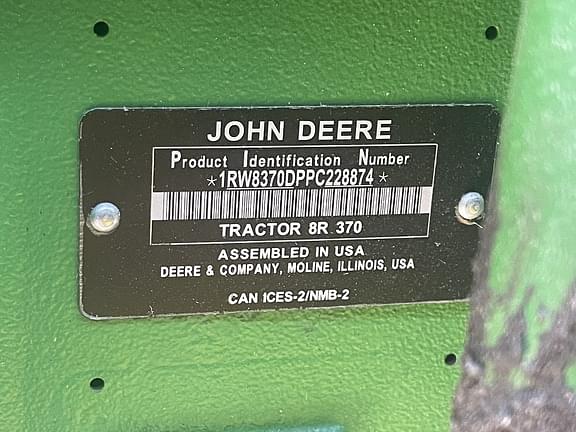 JOHN DEERE
Product Identification Number
*1RW8370DPPC228874*
TRACTOR 8R 370
ASSEMBLED IN USA
DEERE & COMPANY, MOLINE, ILLINOIS, USA
CAN ICES-2/NMB-2